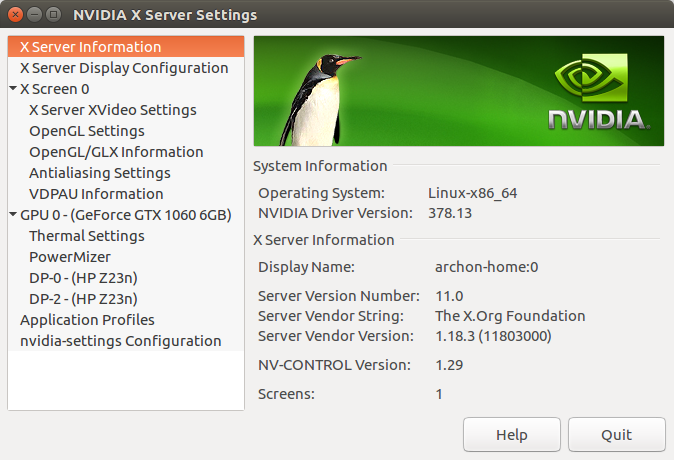 NVIDIA X Server Settings
X Server Information
X Server Display Configuration
X Screen 0
X Server XVideo Settings
OpenGL Settings
OpenGL/GLX Information
Antialiasing Settings
VDPAU Information
GPU 0 - (GeForce GTX 1060 6GB)
Thermal Settings
PowerMizer
DP-0 - (HP Z23n)
DP-2 - (HP Z23n)
Application Profiles
nvidia-settings Configuration
NVIDIA.
System Information
Operating System: Linux-x86_64
NVIDIA Driver Version: 378.13
X Server Information
Display Name: archon-home:0
Server Version Number: 11.0
Server Vendor String: The X.Org Foundation
Server Vendor Version: 1.18.3 (11803000)
NV-CONTROL Version: 1.29
Screens: 1
Help Quit